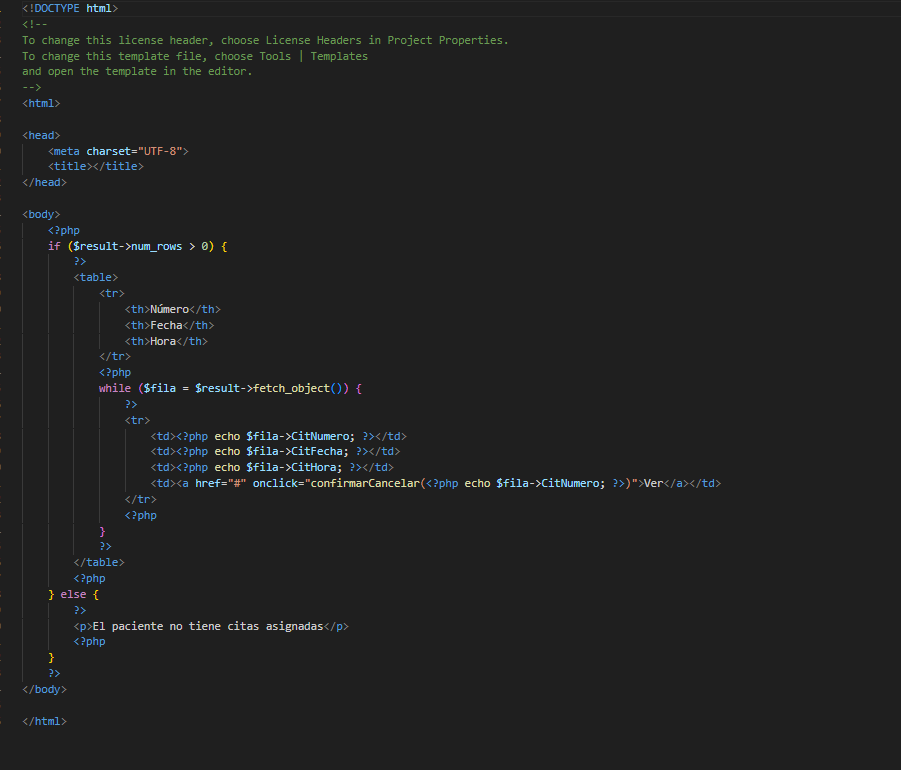 <!DOCTYPE html>
<!--
To change this license header, choose License Headers in Project Properties.
To change this template file, choose Tools | Templates
and open the template in the editor.
-->
<html>
<head>
<meta charset="UTF-8">
<title></title>
</head>
<body>
<?php
if ($result->num_rows > 0) {
?>
<table>
<tr>
<th>Número</th>
<th>Fecha</th>
<th>Hora</th>
</tr>
<?php
while ($fila = $result->fetch_object()) {
?>
<tr>
<td><?php echo $fila->CitNumero; ?></td>
<td><?php echo $fila->CitFecha; ?></td>
<td><?php echo $fila->CitHora; ?></td>
<td><a href="#" onclick="confirmarCancelar(<?php echo $fila->CitNumero; ?>)">Ver</a></td>
</tr>
<?php
}
?>
</table>
<?php
} else {
?>
<p>El paciente no tiene citas asignadas</p>
<?php
}
?>
</body>
</html>